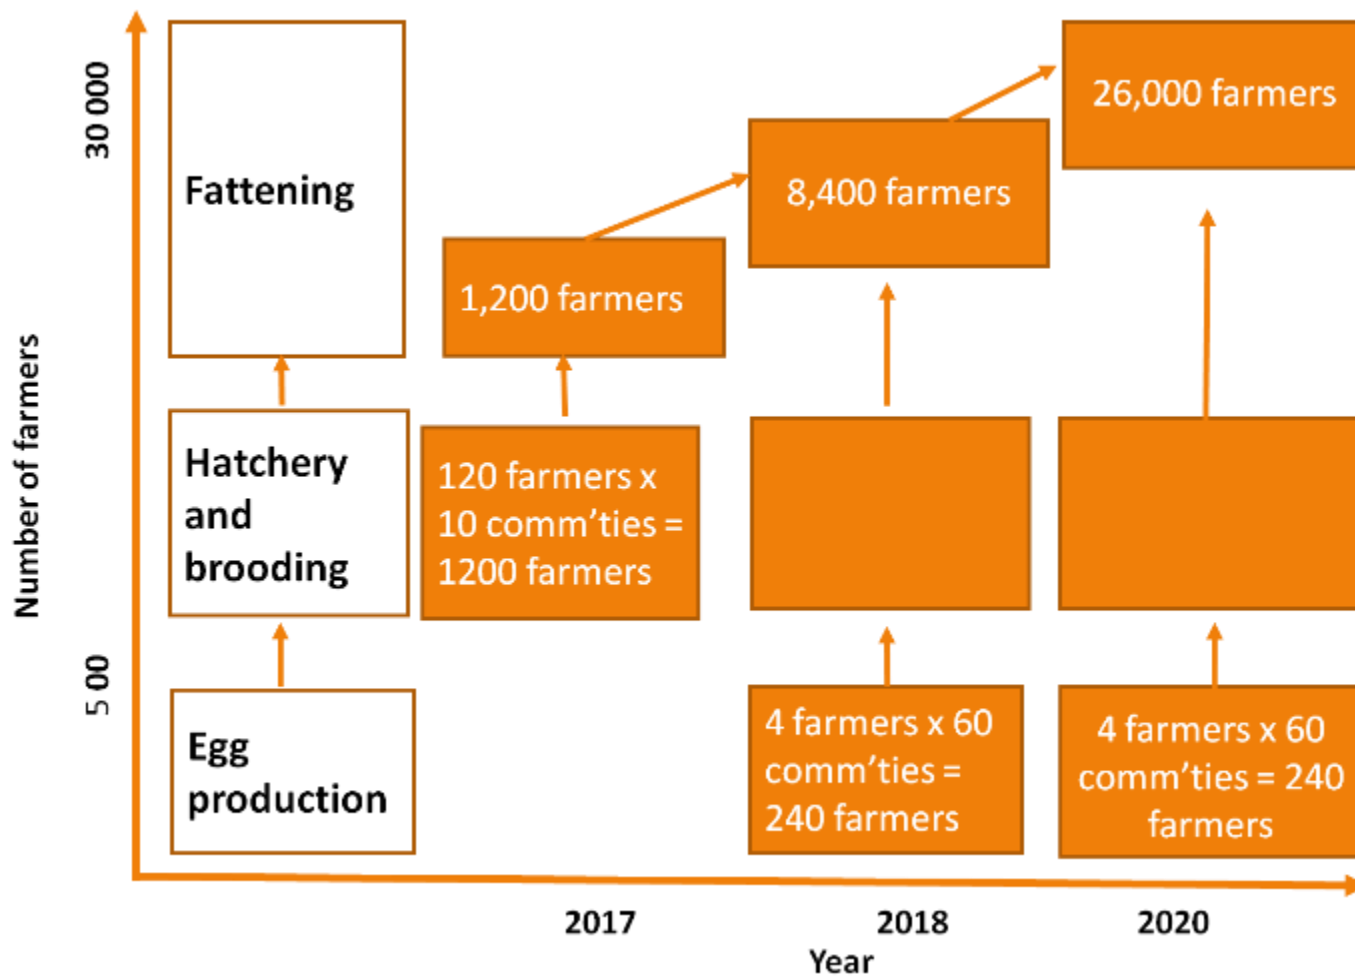 30 000
5 00
Number of farmers
Fattening
Hatchery
and
brooding
Egg
production
1,200 farmers
120 farmers x
10 comm'ties =
1200 farmers
8,400 farmers
4 farmers x 60
comm'ties =
240 farmers
26,000 farmers
4 farmers x 60
comm'ties = 240
farmers
2017
2018
2020
Year